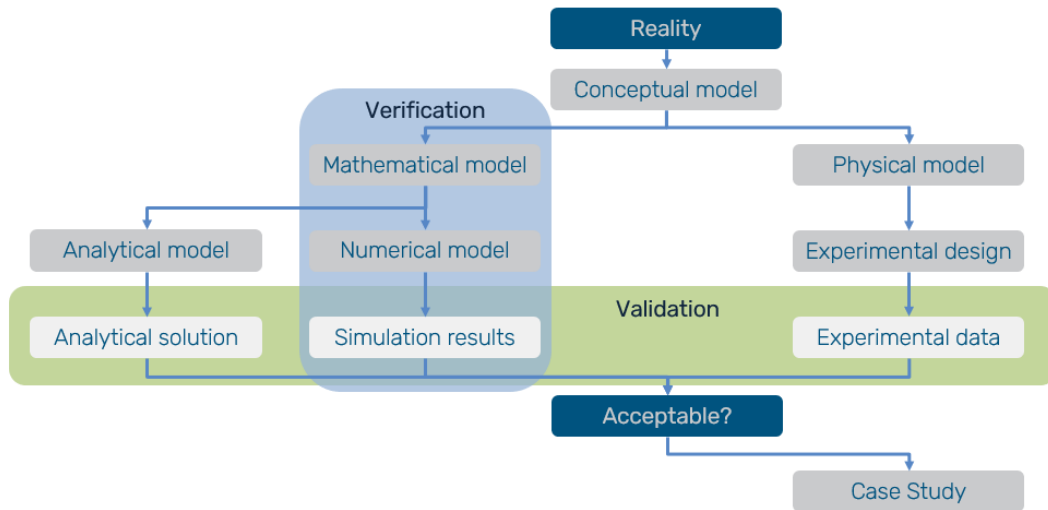 Reality
Conceptual model
Verification
Mathematical model
Physical model
Analytical model
Numerical model
Experimental design
Validation
Analytical solution
Simulation results
Experimental data
Acceptable?
Case Study